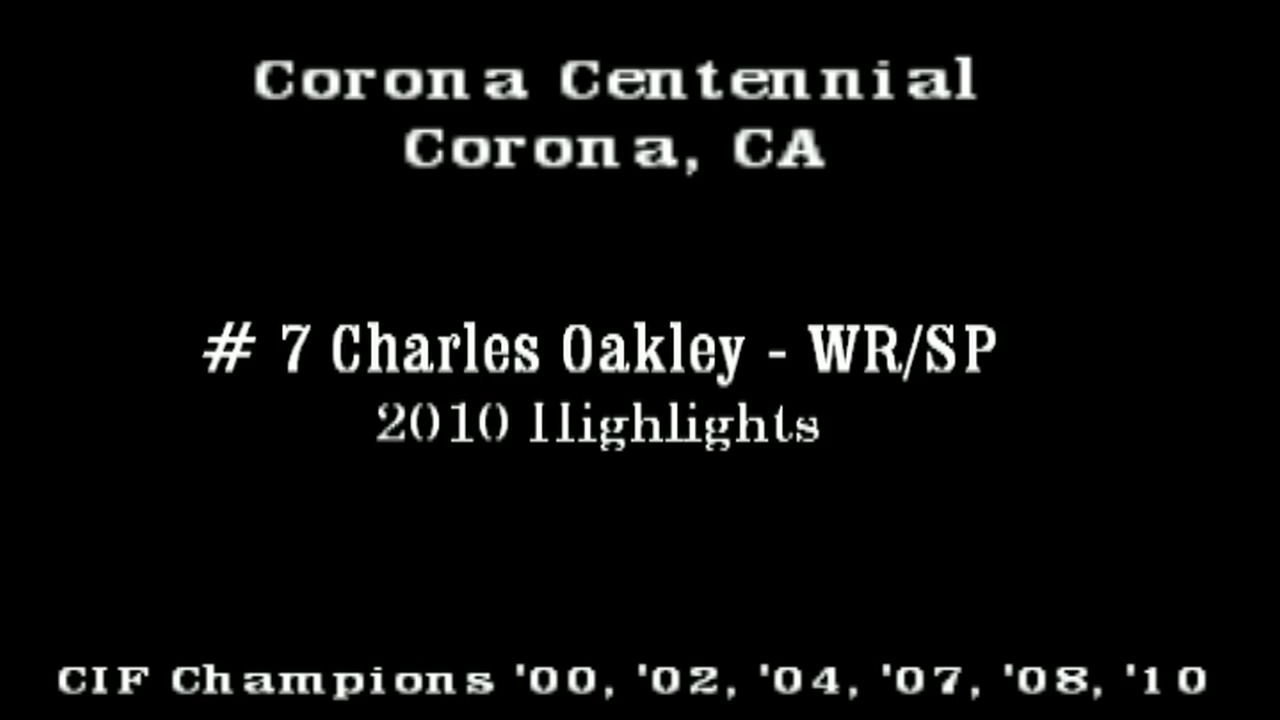 Corona Centennial
Corona, CA
# 7 Charles Oakley - WR/SP
2010 Highlights
CIF Champions '00, '02, '04, '07, '08, '10